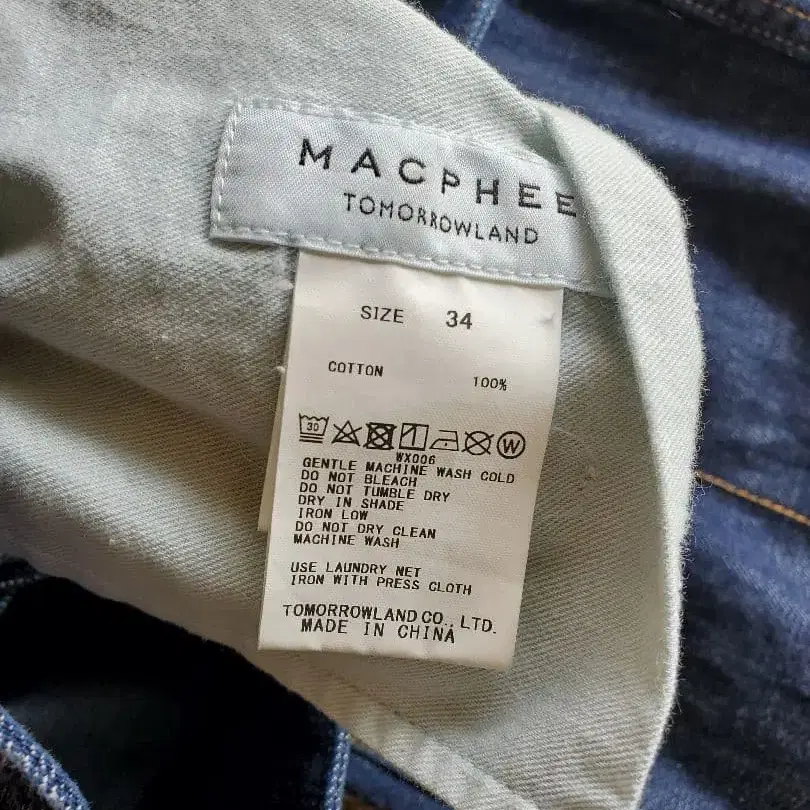 MACPHEE
TOMORROWLAND
SIZE 34
COTTON 100%
30 W
WX006
GENTLE MACHINE WASH COLD
DO NOT BLEACH
DO NOT TUMBLE DRY
DRY IN SHADE
IRON LOW
DO NOT DRY CLEAN
MACHINE WASH
USE LAUNDRY NET
IRON WITH PRESS CLOTH
TOMORROWLAND CO., LTD.
MADE IN CHINA